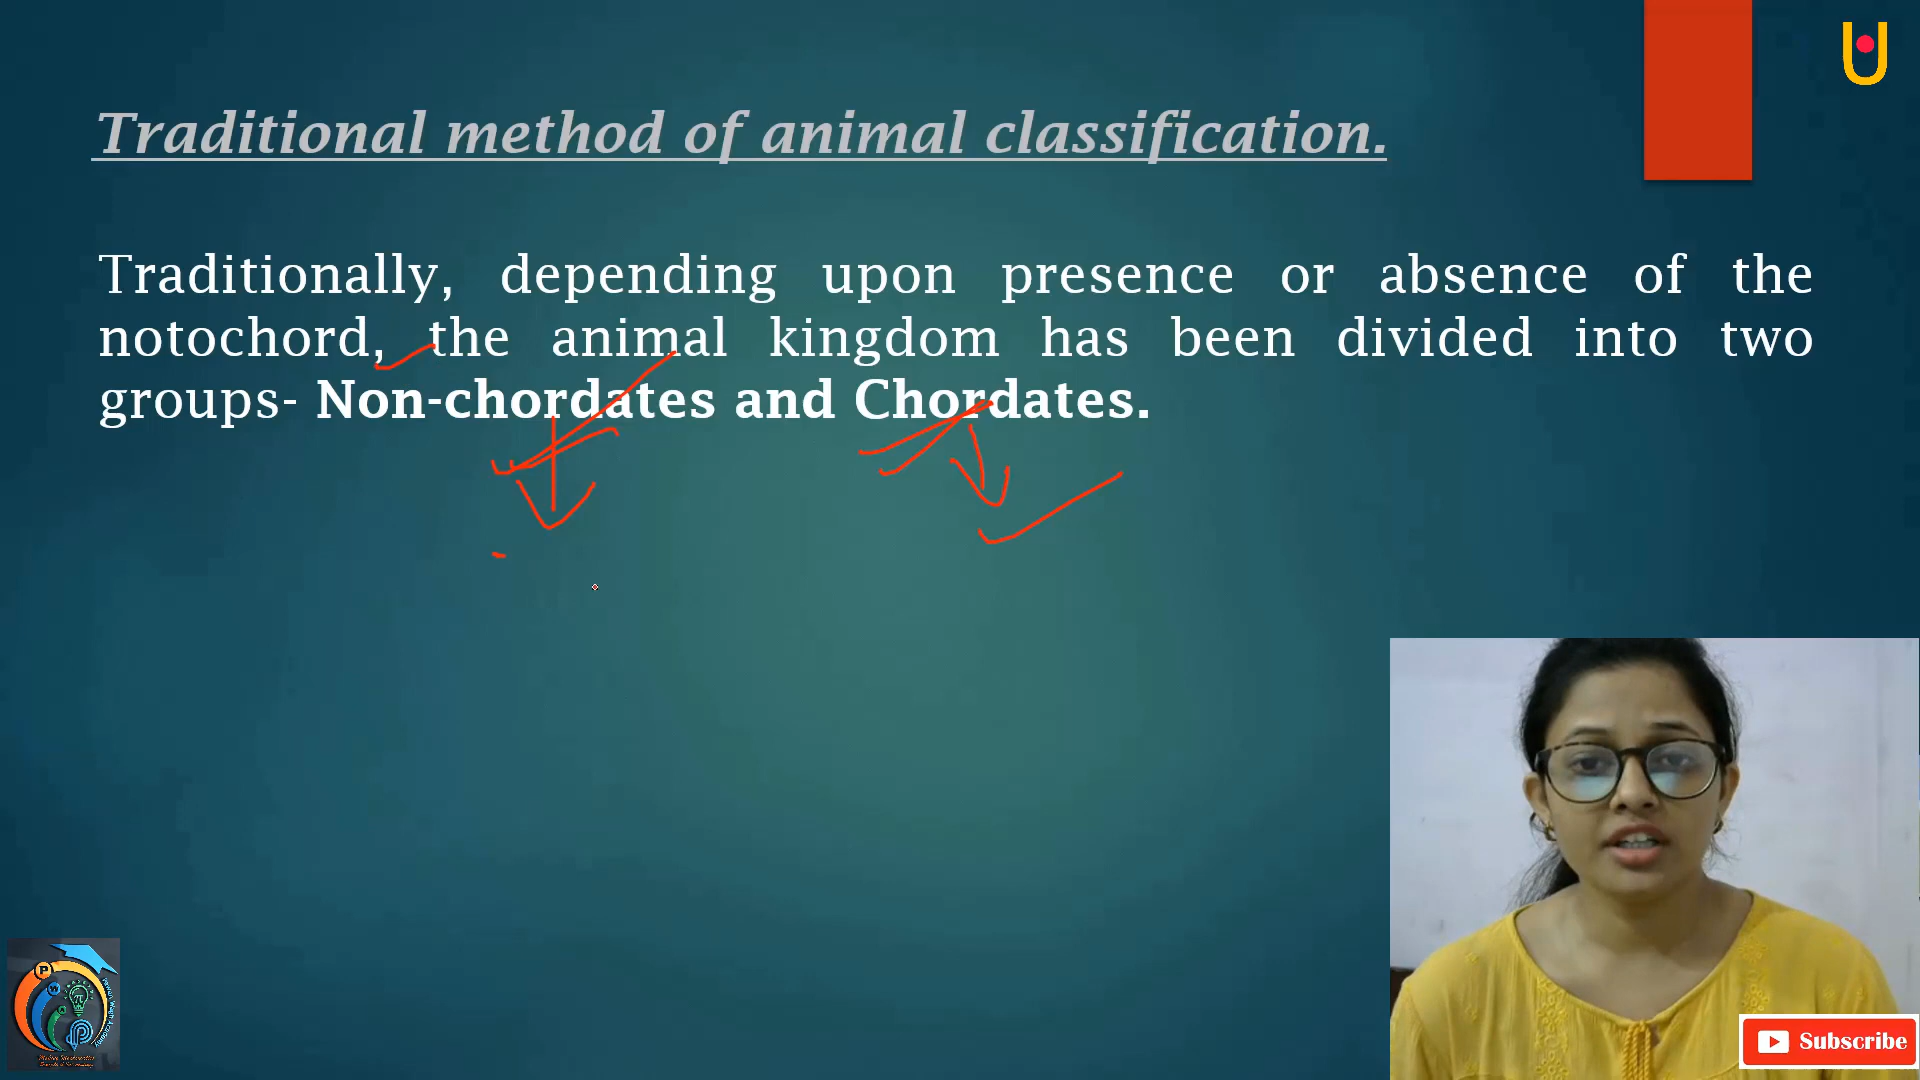 Traditional method of animal classification.
Traditionally, depending upon presence or absence of the
notochord, the animal kingdom has been divided into two
groups- Non-chordates and Chordates.
Subscribe